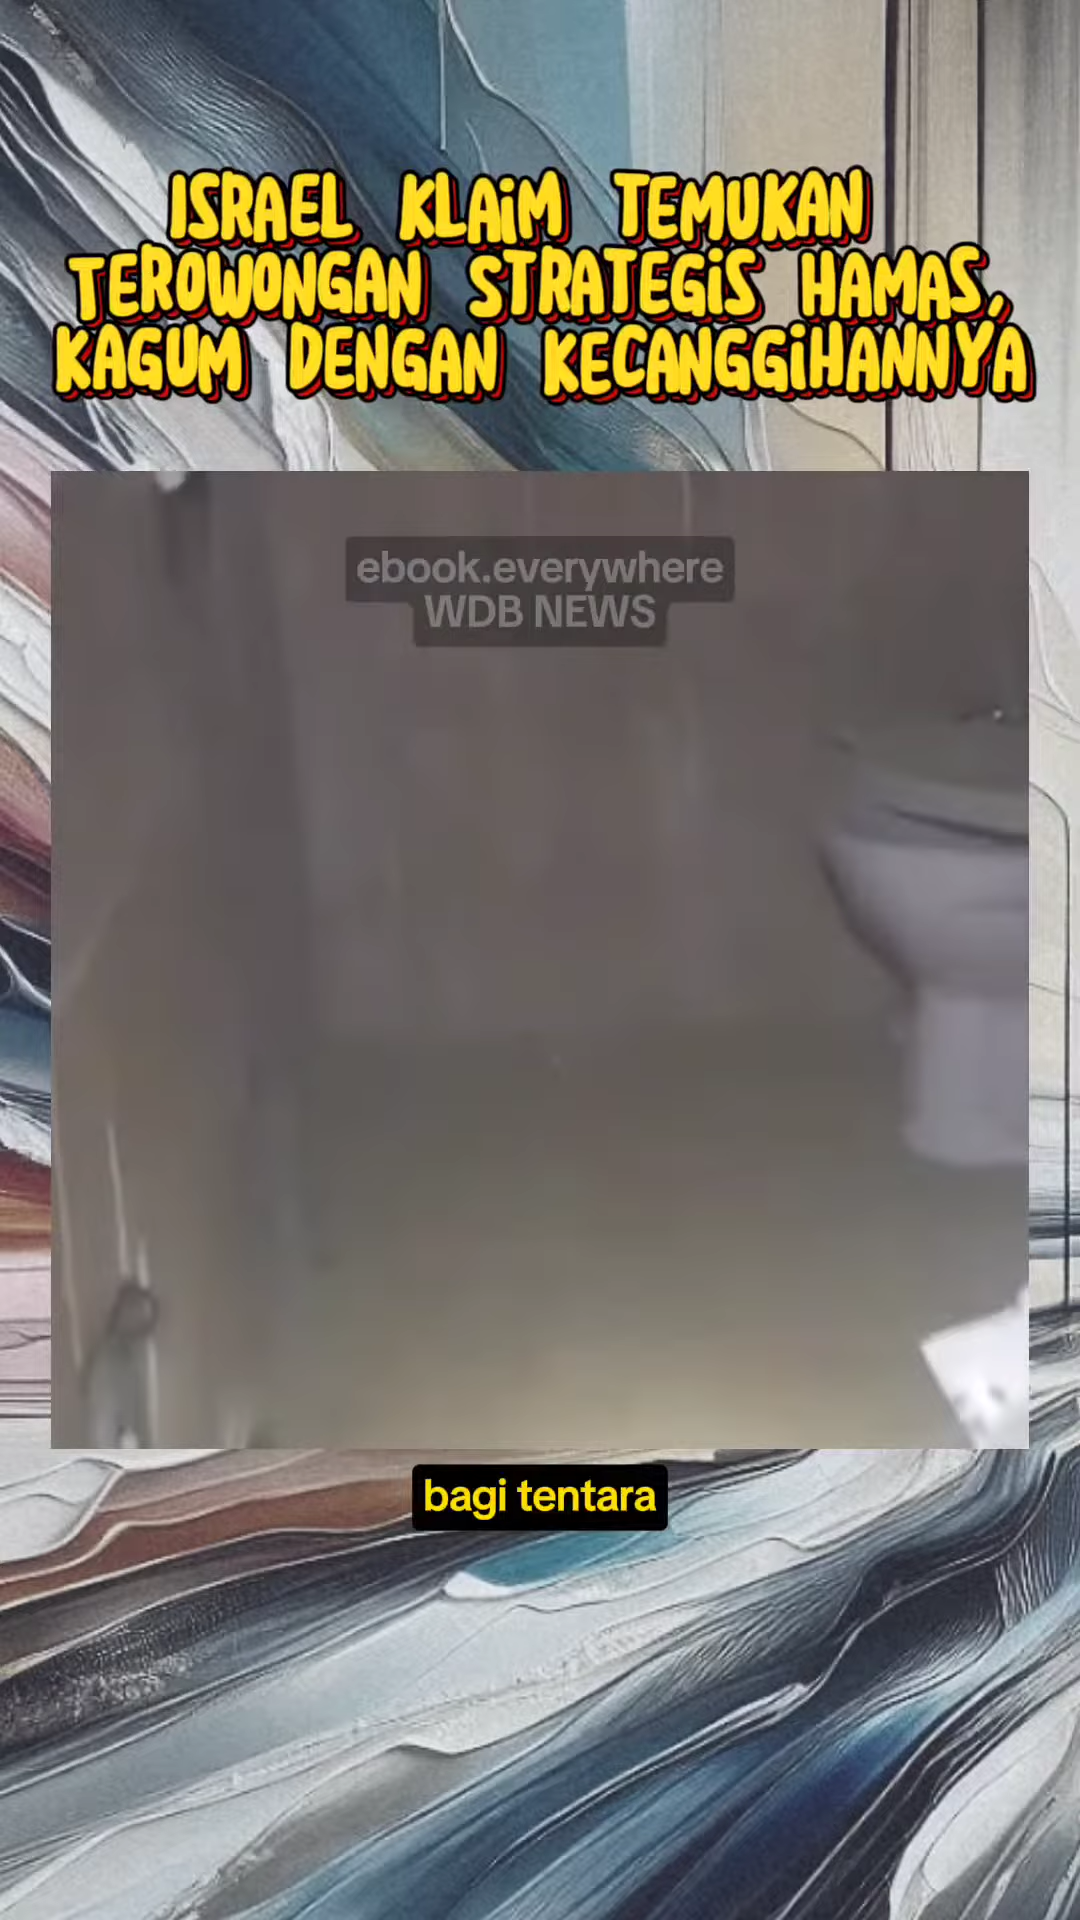 ISRAEL KLAiM TEMUKAN
TEROWONGAN STRATEGiS HAMAS,
KAGUM DENGAN KECANGGiHANNYA
ebook.everywhere
WDB NEWS
bagi tentara